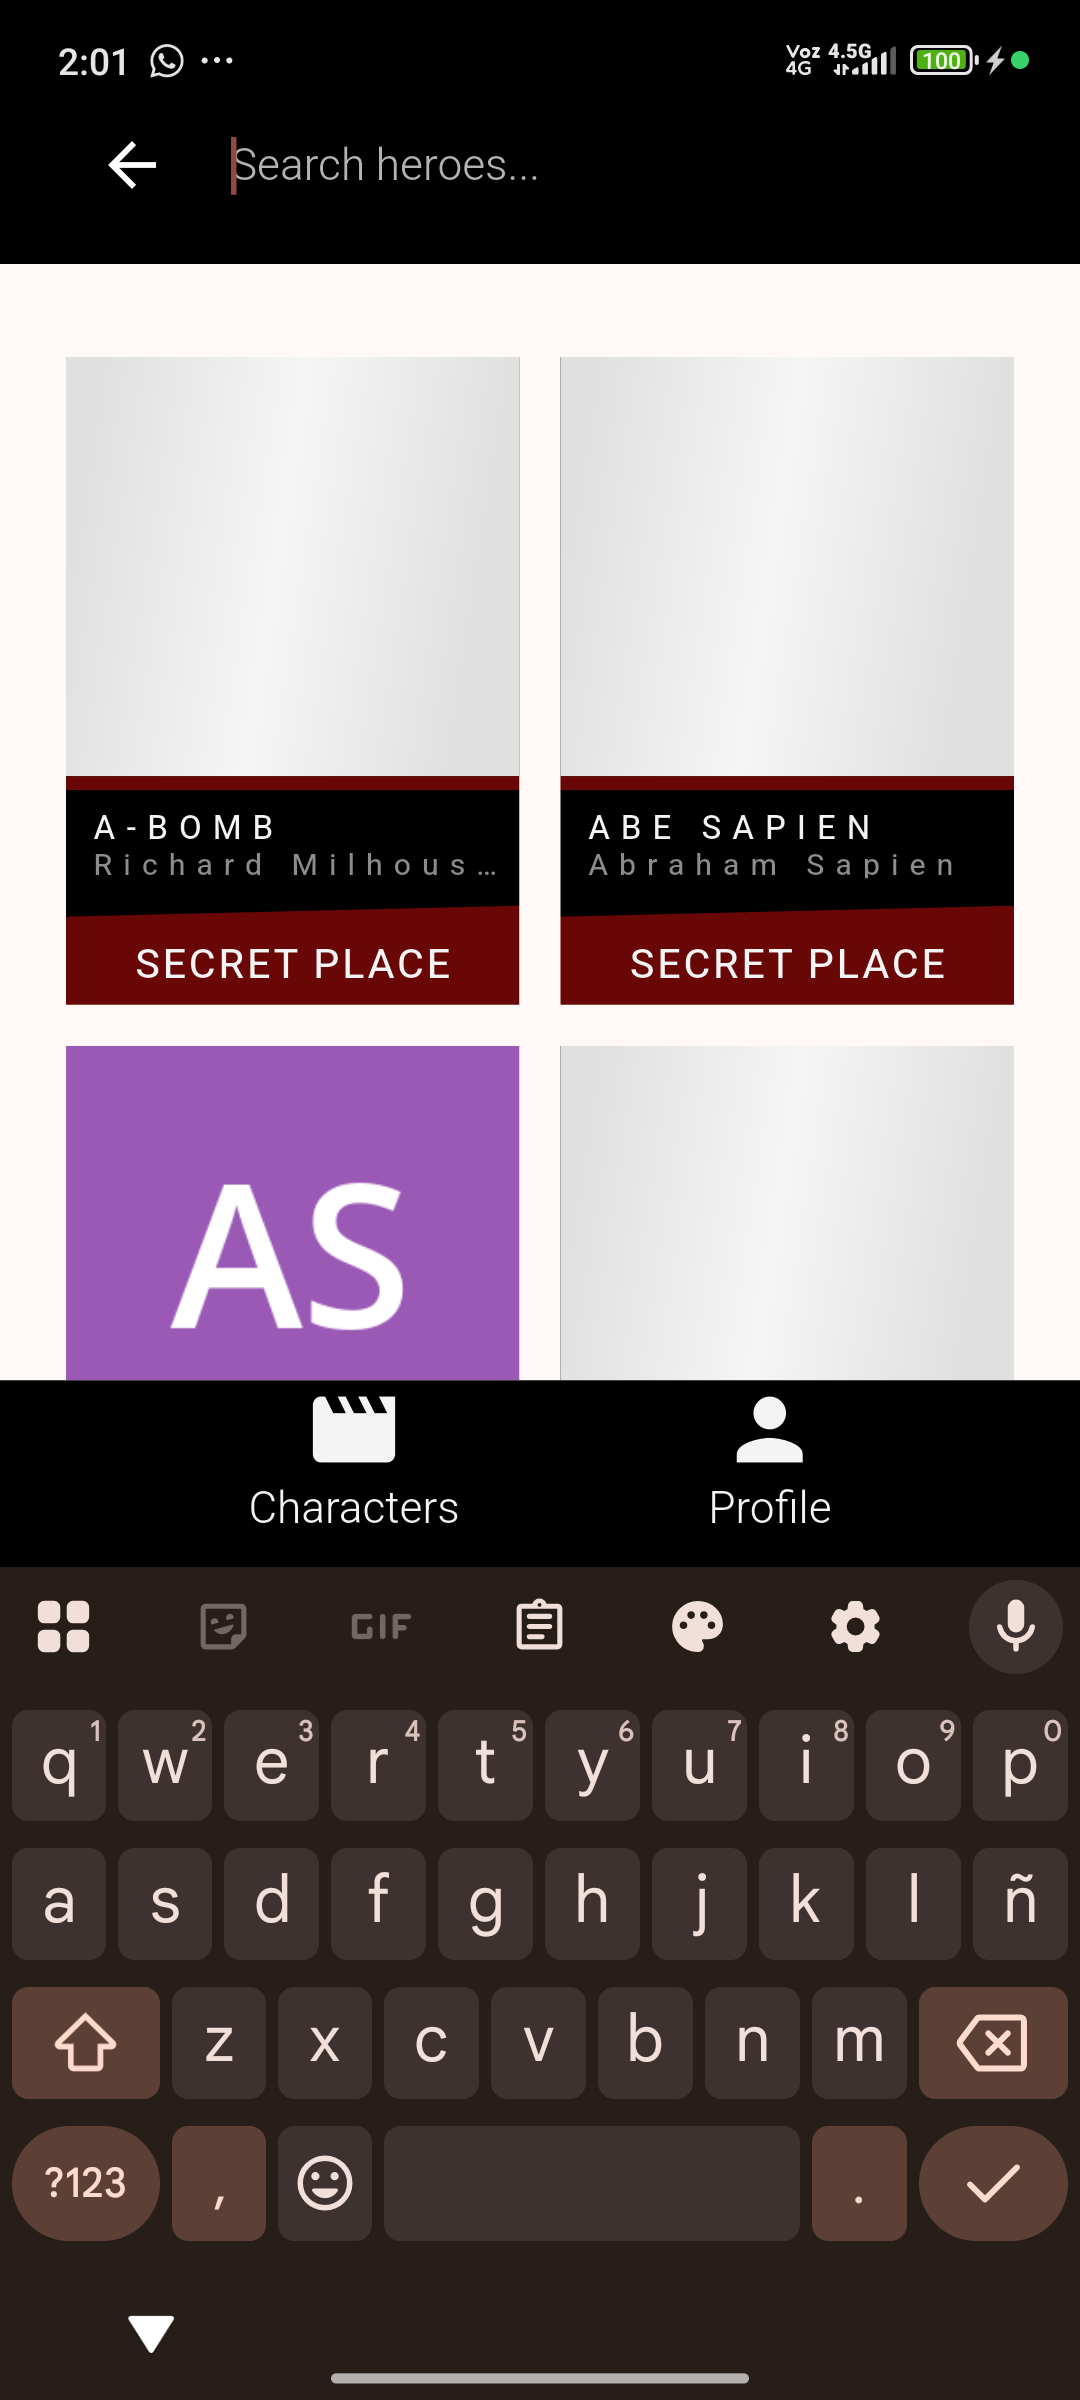 2:01 ...
Voz 4G 4.5G 100
Search heroes...
A-BOMB
Richard Milhous...
SECRET PLACE
ABE SAPIEN
Abraham Sapien
SECRET PLACE
AS
Characters
Profile
GIF
q 1 w 2 e 3 r 4 t 5 y 6 u 7 i 8 o 9 p 0
a s d f g h j k l ñ
z x c v b n m
?123 , .